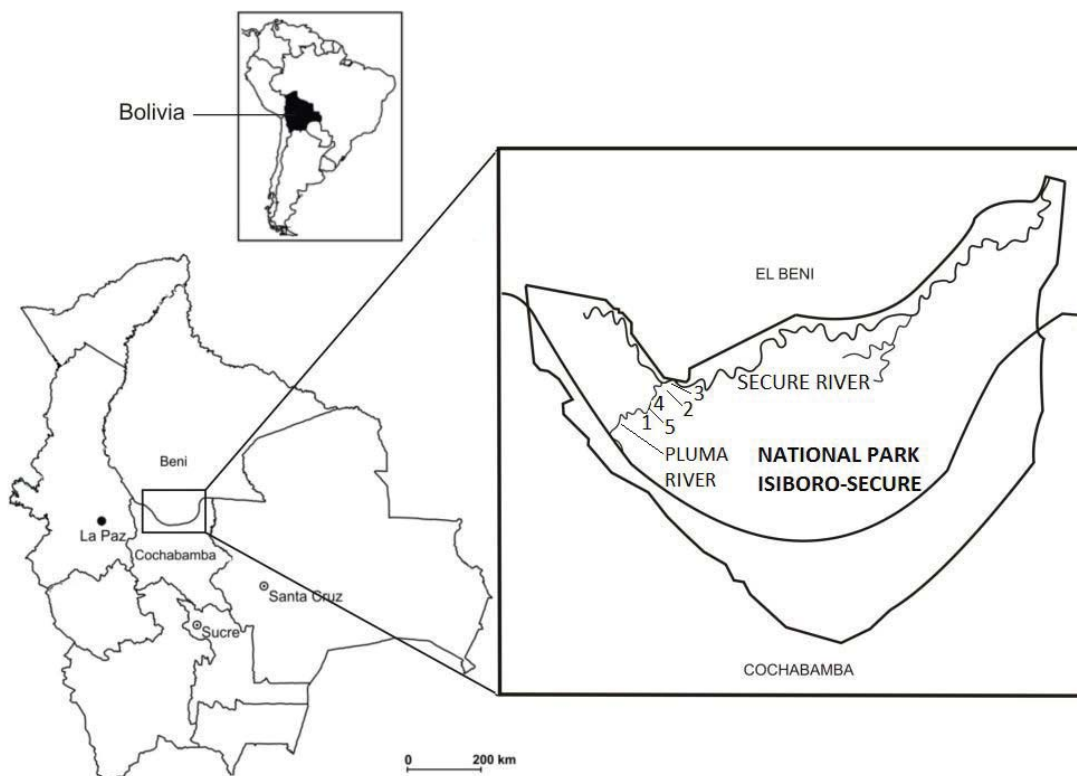 Bolivia
EL BENI
SECURE RIVER
3
4
2
1
5
PLUMA
RIVER
NATIONAL PARK
ISIBORO-SECURE
COCHABAMBA
Beni
La Paz
Cochabamba
Santa Cruz
Sucre
0 200 km